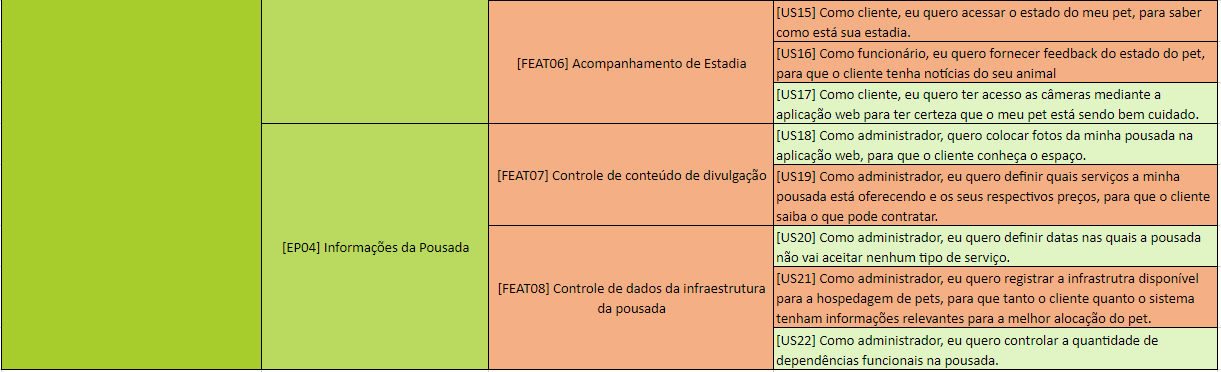 [US15] Como cliente, eu quero acessar o estado do meu pet, para saber
como está sua estadia.
[FEAT06] Acompanhamento de Estadia
[US16] Como funcionário, eu quero fornecer feedback do estado do pet,
para que o cliente tenha notícias do seu animal
[US17] Como cliente, eu quero ter acesso as câmeras mediante a
aplicação web para ter certeza que o meu pet está sendo bem cuidado.
[EP04] Informações da Pousada
[FEAT07] Controle de conteúdo de divulgação
[US18] Como administrador, quero colocar fotos da minha pousada na
aplicação web, para que o cliente conheça o espaço.
[US19] Como administrador, eu quero definir quais serviços a minha
pousada está oferecendo e os seus respectivos preços, para que o cliente
saiba o que pode contratar.
[FEAT08] Controle de dados da infraestrutura
da pousada
[US20] Como administrador, eu quero definir datas nas quais a pousada
não vai aceitar nenhum tipo de serviço.
[US21] Como administrador, eu quero registrar a infrastrutra disponível
para a hospedagem de pets, para que tanto o cliente quanto o sistema
tenham informações relevantes para a melhor alocação do pet.
[US22] Como administrador, eu quero controlar a quantidade de
dependências funcionais na pousada.